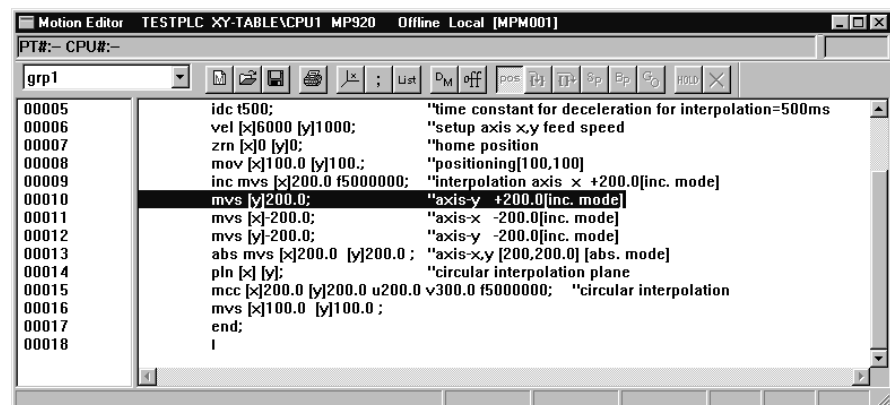 Motion Editor TESTPLC XY-TABLE\CPU1 MP920 Offline Local [MPM001]
PT#:– CPU#:–
grp1 M |× ; List DM off pos SP BP GO HOLD
00005 idc t500; "time constant for deceleration for interpolation=500ms
00006 vel [x]6000 [y]1000; "setup axis x,y feed speed
00007 zrn [x]0 [y]0; "home position
00008 mov [x]100.0 [y]100.; "positioning[100,100]
00009 inc mvs [x]200.0 f5000000; "interpolation axis x +200.0[inc. mode]
00010 mvs [y]200.0; "axis-y +200.0[inc. mode]
00011 mvs [x]-200.0; "axis-x -200.0[inc. mode]
00012 mvs [y]-200.0; "axis-y -200.0[inc. mode]
00013 abs mvs [x]200.0 [y]200.0 ; "axis-x,y [200,200.0] [abs. mode]
00014 pln [x] [y]; "circular interpolation plane
00015 mcc [x]200.0 [y]200.0 u200.0 v300.0 f5000000; "circular interpolation
00016 mvs [x]100.0 [y]100.0 ;
00017 end;
00018